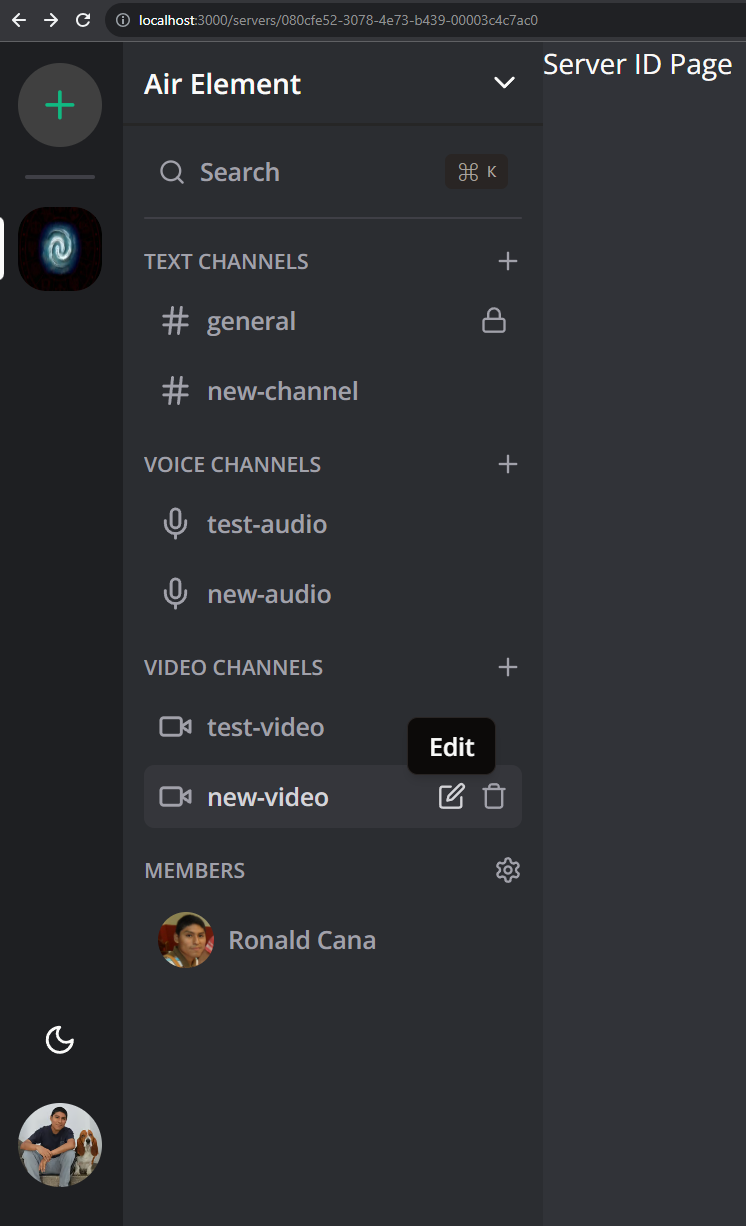 localhost:3000/servers/080cfe52-3078-4e73-b439-00003c4c7ac0
Air Element
Server ID Page
Search
⌘ K
TEXT CHANNELS
general
new-channel
VOICE CHANNELS
test-audio
new-audio
VIDEO CHANNELS
test-video
Edit
new-video
MEMBERS
Ronald Cana